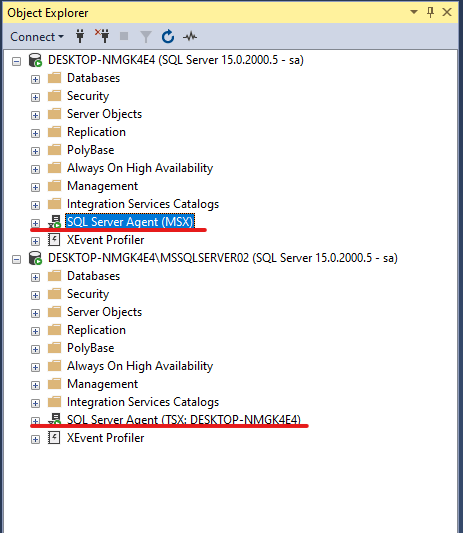 Object Explorer
Connect
DESKTOP-NMGK4E4 (SQL Server 15.0.2000.5 - sa)
Databases
Security
Server Objects
Replication
PolyBase
Always On High Availability
Management
Integration Services Catalogs
SQL Server Agent (MSX)
XEvent Profiler
DESKTOP-NMGK4E4\MSSQLSERVER02 (SQL Server 15.0.2000.5 - sa)
Databases
Security
Server Objects
Replication
PolyBase
Always On High Availability
Management
Integration Services Catalogs
SQL Server Agent (TSX: DESKTOP-NMGK4E4)
XEvent Profiler